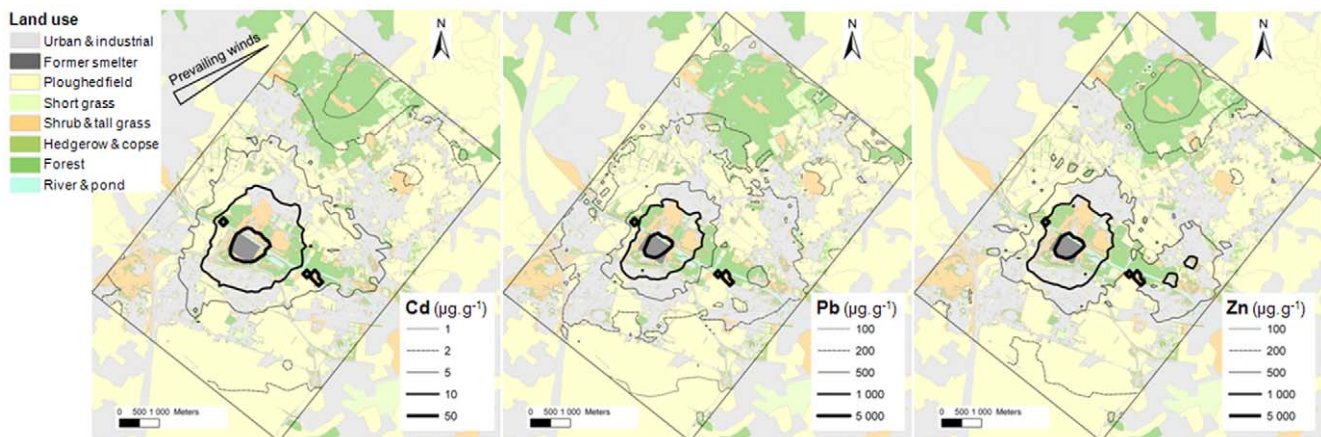 Land use
Urban & industrial
Former smelter
Ploughed field
Short grass
Shrub & tall grass
Hedgerow & copse
Forest
River & pond
Prevailing winds
N
Cd (µg.g⁻¹)
1
2
5
10
50
0 500 1 000 Meters
N
Pb (µg.g⁻¹)
100
200
500
1 000
5 000
0 500 1 000 Meters
N
Zn (µg.g⁻¹)
100
200
500
1 000
5 000
0 500 1 000 Meters